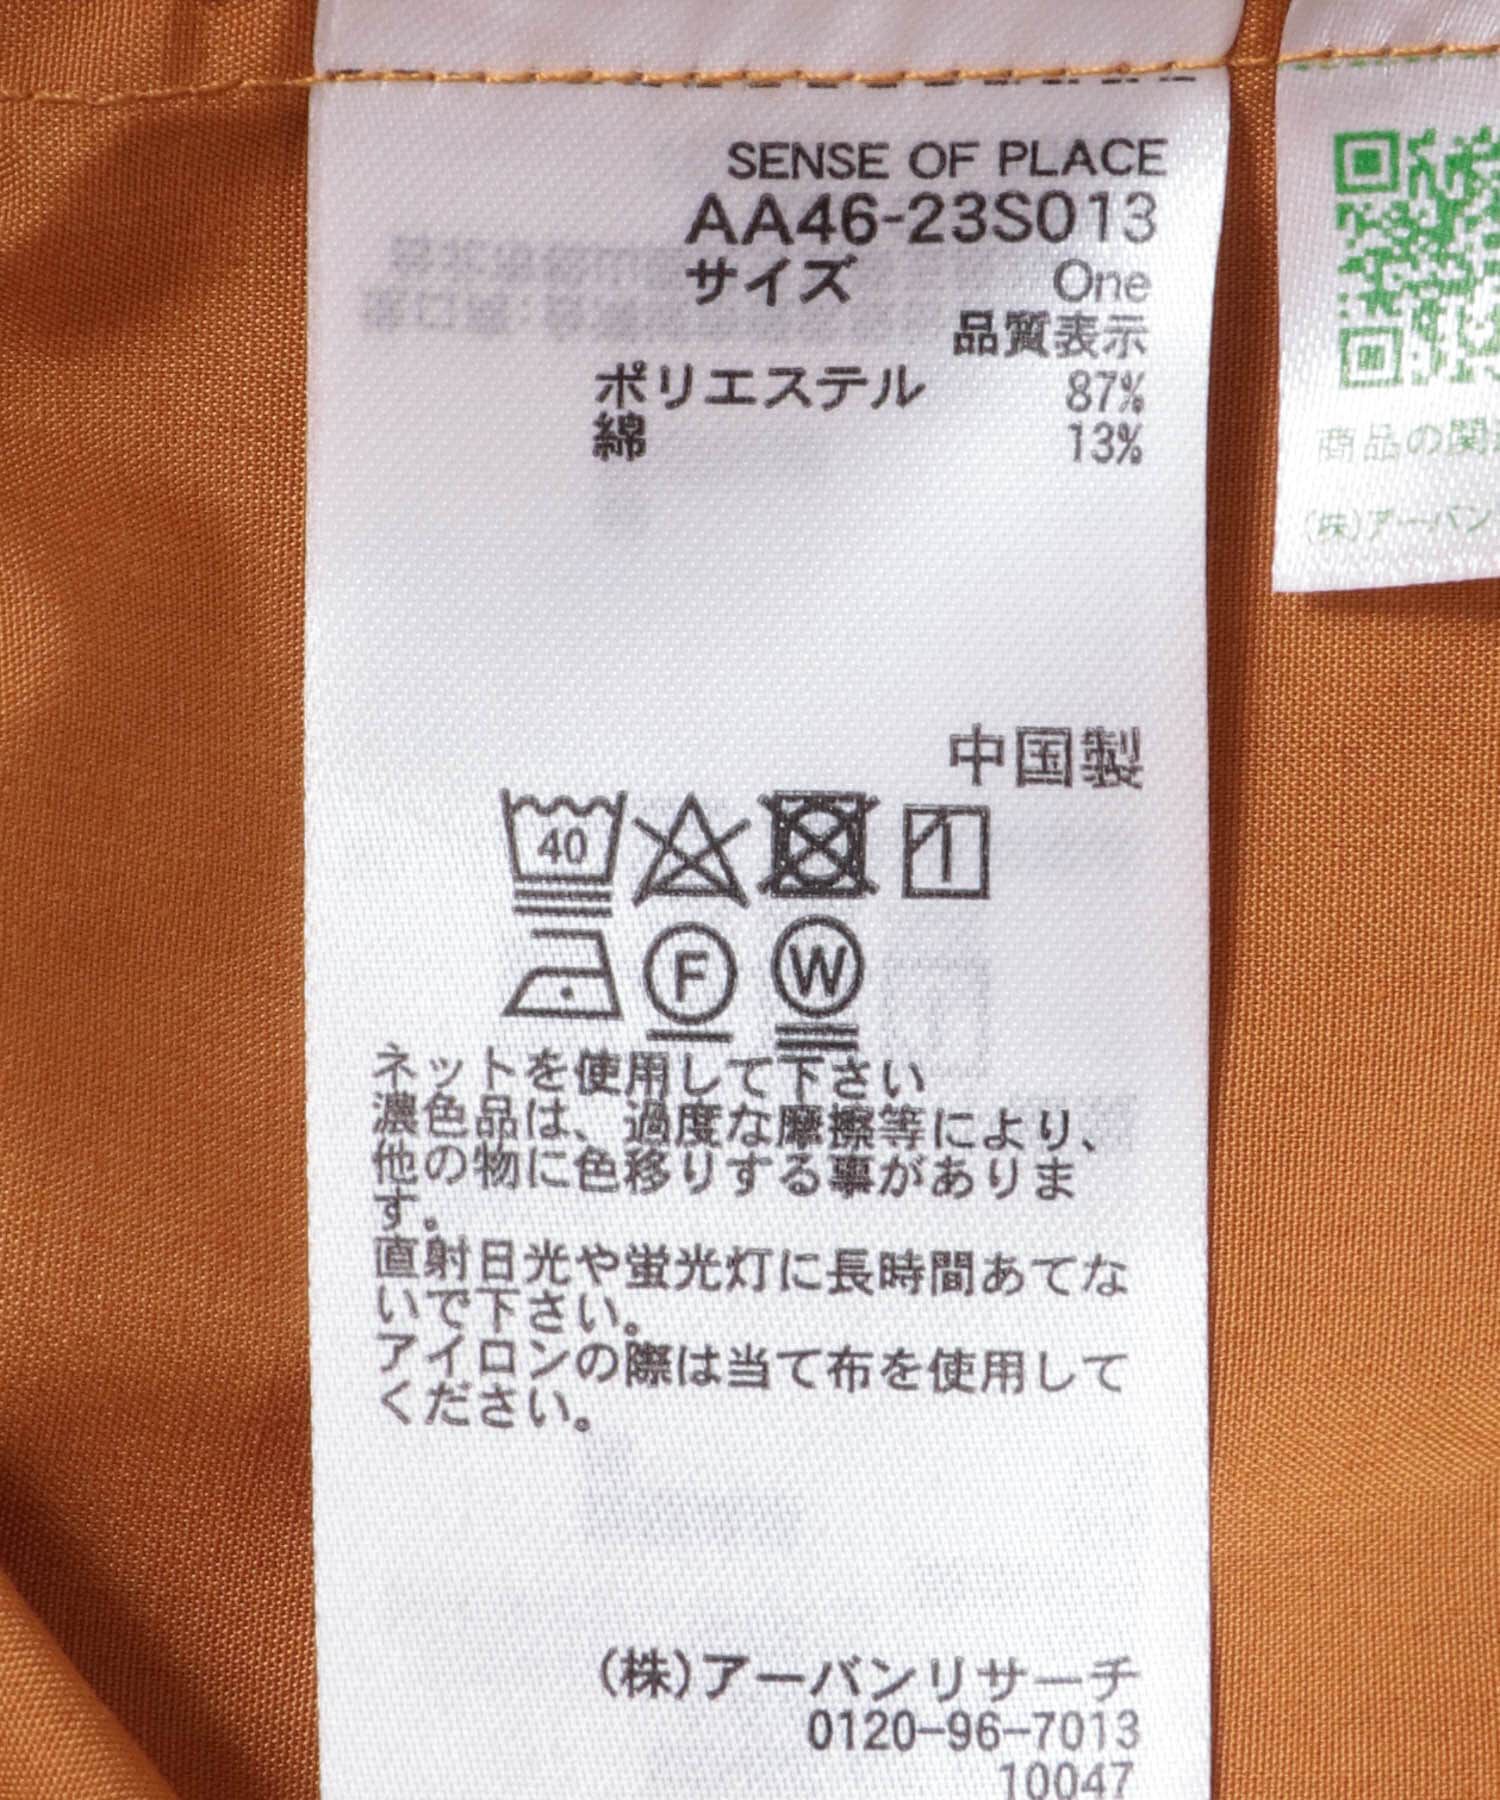 SENSE OF PLACE
AA46-23S013
サイズ One
品質表示
ポリエステル 87%
綿 13%
中国製
40
F W
ネットを使用して下さい
濃色品は、過度な摩擦等により、
他の物に色移りする事がありま
す。
直射日光や蛍光灯に長時間あてな
いで下さい。
アイロンの際は当て布を使用して
ください。
(株)アーバンリサーチ
0120-96-7013
10047
商品の関
(株)アーバン